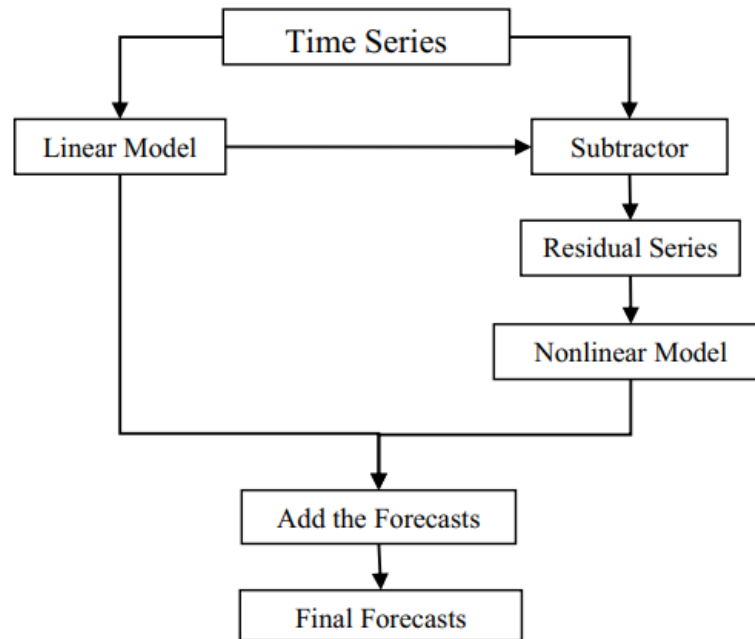 Time Series
Linear Model
Subtractor
Residual Series
Nonlinear Model
Add the Forecasts
Final Forecasts